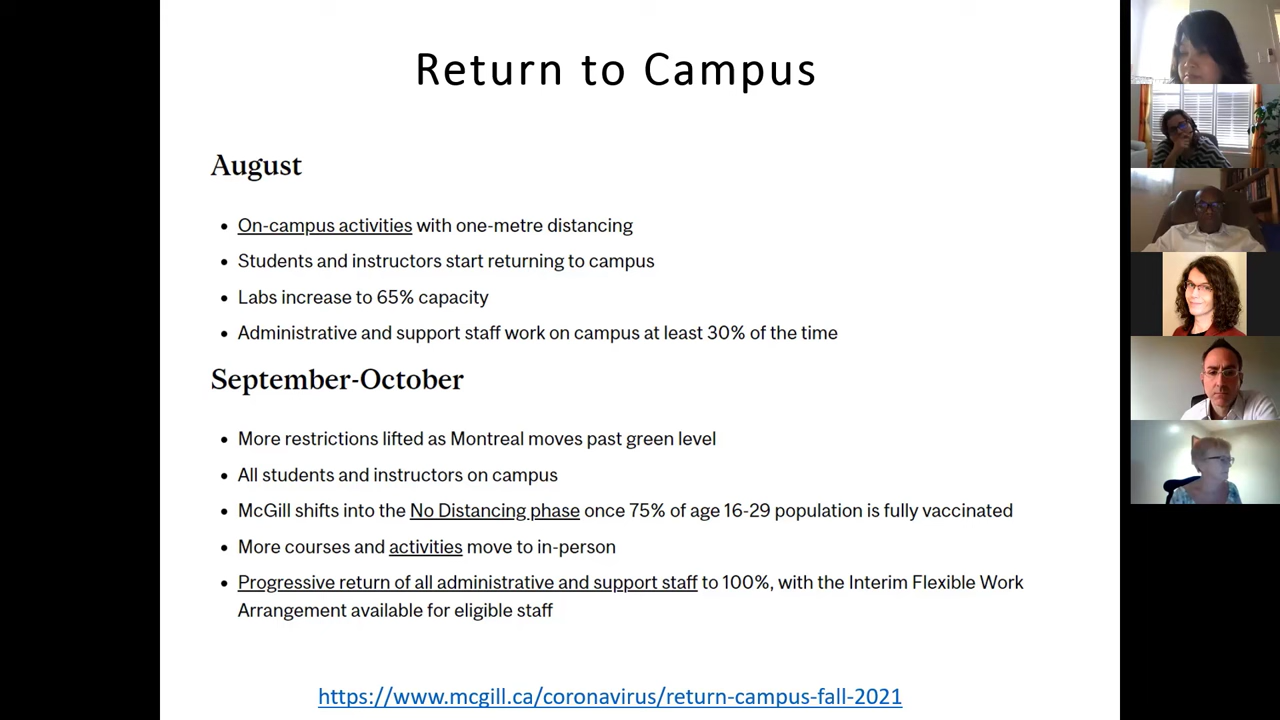 Return to Campus
August
• On-campus activities with one-metre distancing
• Students and instructors start returning to campus
• Labs increase to 65% capacity
• Administrative and support staff work on campus at least 30% of the time
September-October
• More restrictions lifted as Montreal moves past green level
• All students and instructors on campus
• McGill shifts into the No Distancing phase once 75% of age 16-29 population is fully vaccinated
• More courses and activities move to in-person
• Progressive return of all administrative and support staff to 100%, with the Interim Flexible Work
Arrangement available for eligible staff
https://www.mcgill.ca/coronavirus/return-campus-fall-2021